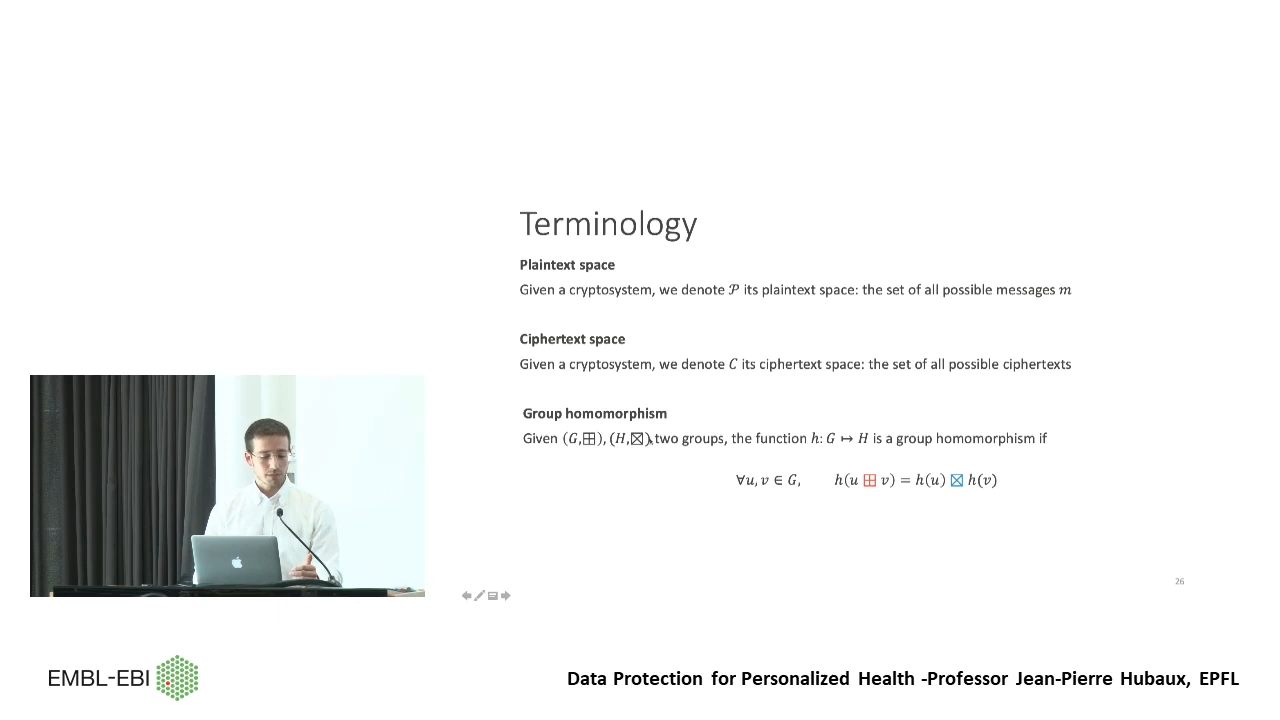 Terminology
Plaintext space
Given a cryptosystem, we denote 𝒫 its plaintext space: the set of all possible messages 𝑚
Ciphertext space
Given a cryptosystem, we denote 𝐶 its ciphertext space: the set of all possible ciphertexts
Group homomorphism
Given (𝐺,⊞), (𝐻,⊠), two groups, the function ℎ: 𝐺 ↦ 𝐻 is a group homomorphism if
∀𝑢, 𝑣 ∈ 𝐺, ℎ(𝑢 ⊞ 𝑣) = ℎ(𝑢) ⊠ ℎ(𝑣)
26
EMBL-EBI
Data Protection for Personalized Health -Professor Jean-Pierre Hubaux, EPFL